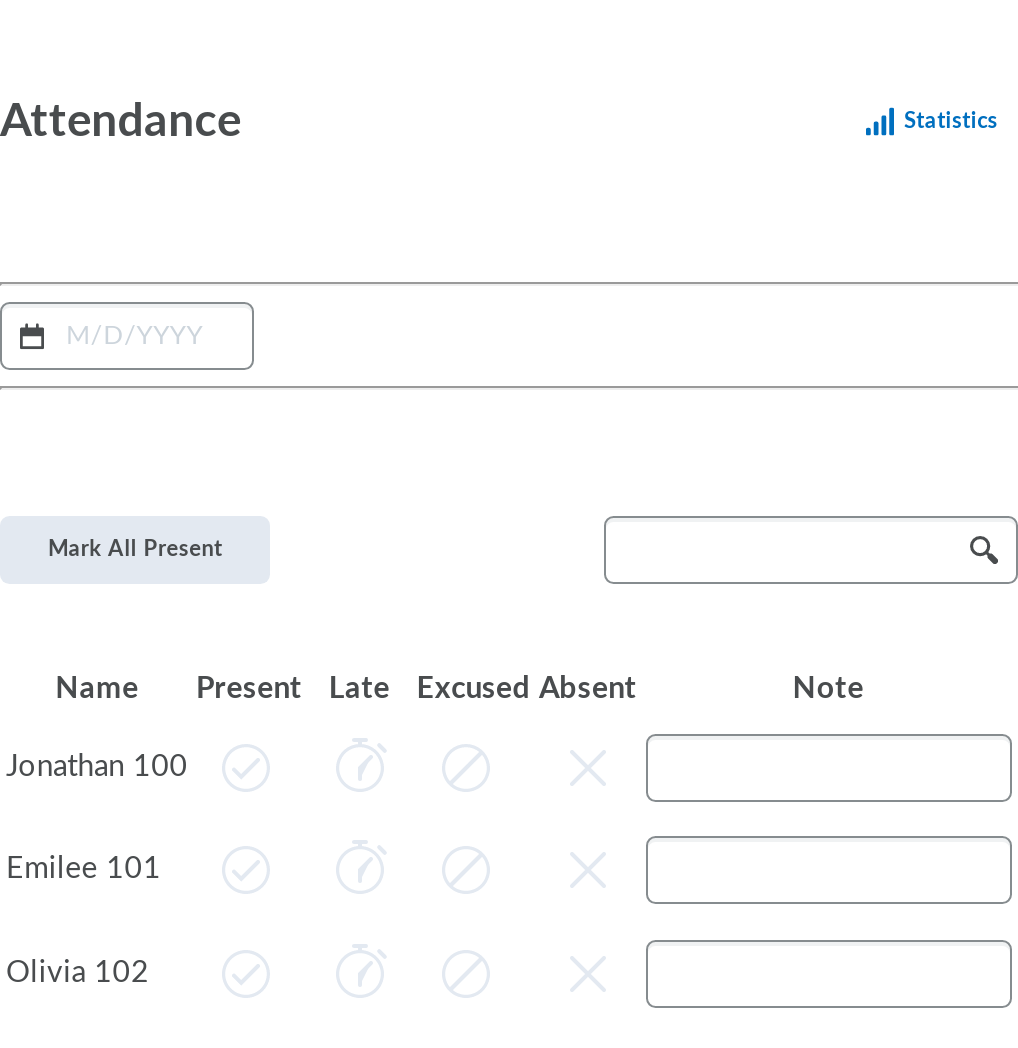 Attendance
Statistics
M/D/YYYY
Mark All Present
Name Present Late Excused Absent Note
Jonathan 100
Emilee 101
Olivia 102